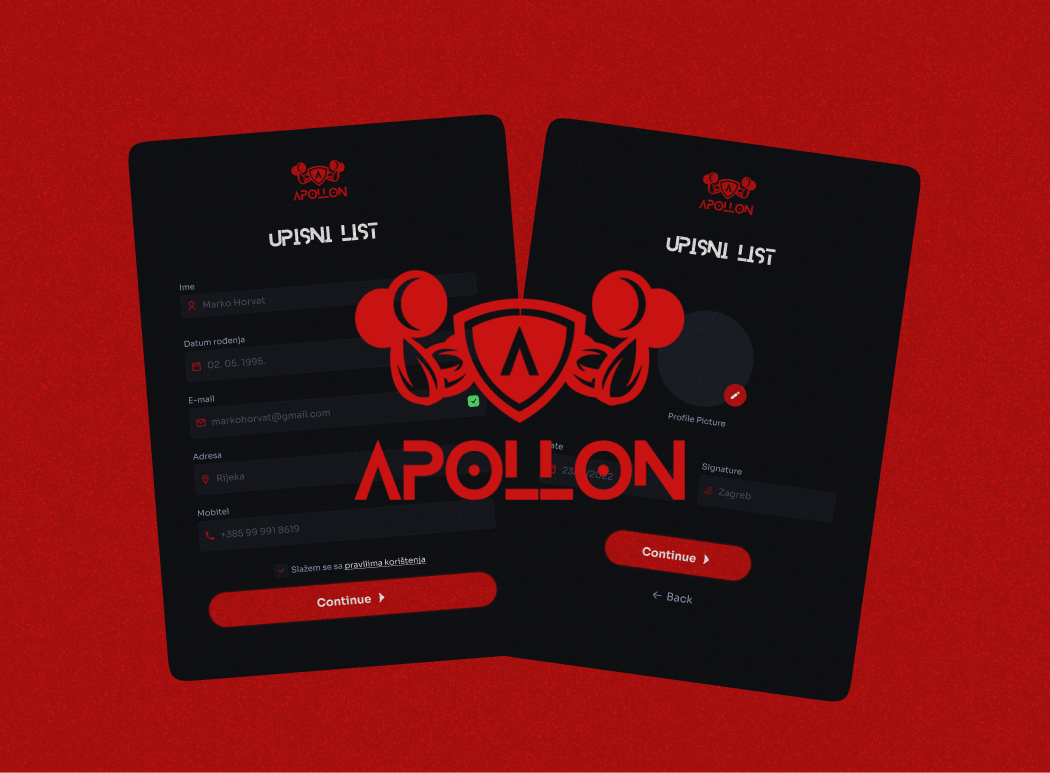 APOLLON
UPISNI LIST
Ime
Marko Horvat
Datum rođenja
02. 05. 1995.
E-mail
markohorvat@gmail.com
Adresa
Rijeka
Mobitel
+385 99 991 8619
Slažem se sa pravilima korištenja
Continue
APOLLON
APOLLON
UPISNI LIST
Profile Picture
Signature
Zagreb
Continue
← Back